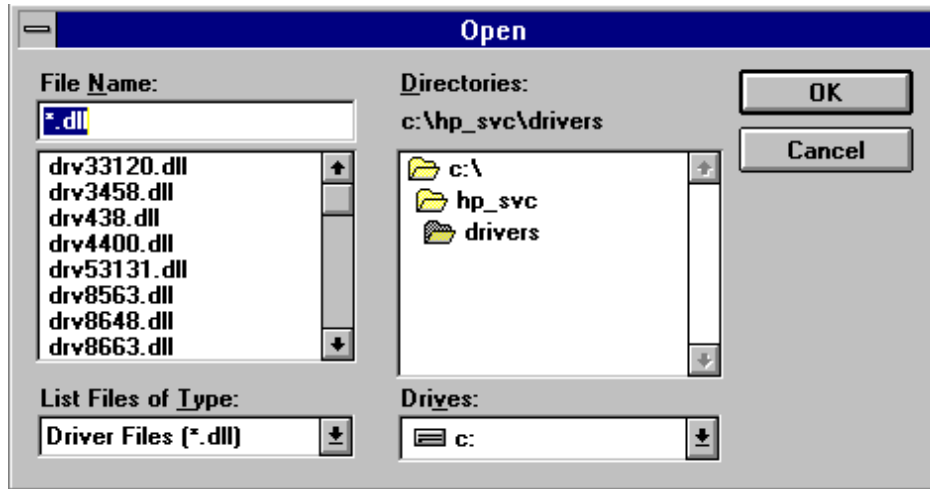 Open
File Name:
*.dll
drv33120.dll
drv3458.dll
drv438.dll
drv4400.dll
drv53131.dll
drv8563.dll
drv8648.dll
drv8663.dll
List Files of Type:
Driver Files (*.dll)
Directories:
c:\hp_svc\drivers
c:\
hp_svc
drivers
Drives:
c:
OK
Cancel